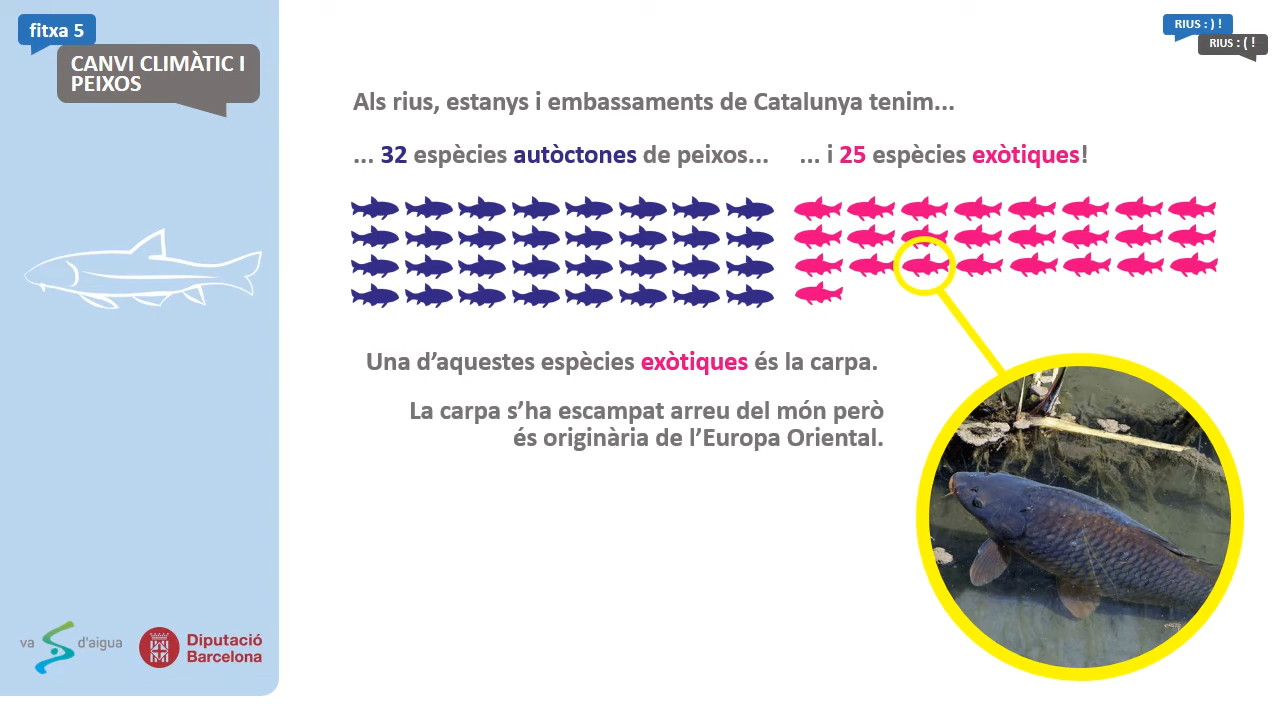 fitxa 5
CANVI CLIMÀTIC I
PEIXOS
RIUS : ) !
RIUS : ( !
Als rius, estanys i embassaments de Catalunya tenim...
... 32 espècies autòctones de peixos...
... i 25 espècies exòtiques!
Una d’aquestes espècies exòtiques és la carpa.
La carpa s’ha escampat arreu del món però
és originària de l’Europa Oriental.
va d'aigua
Diputació
Barcelona